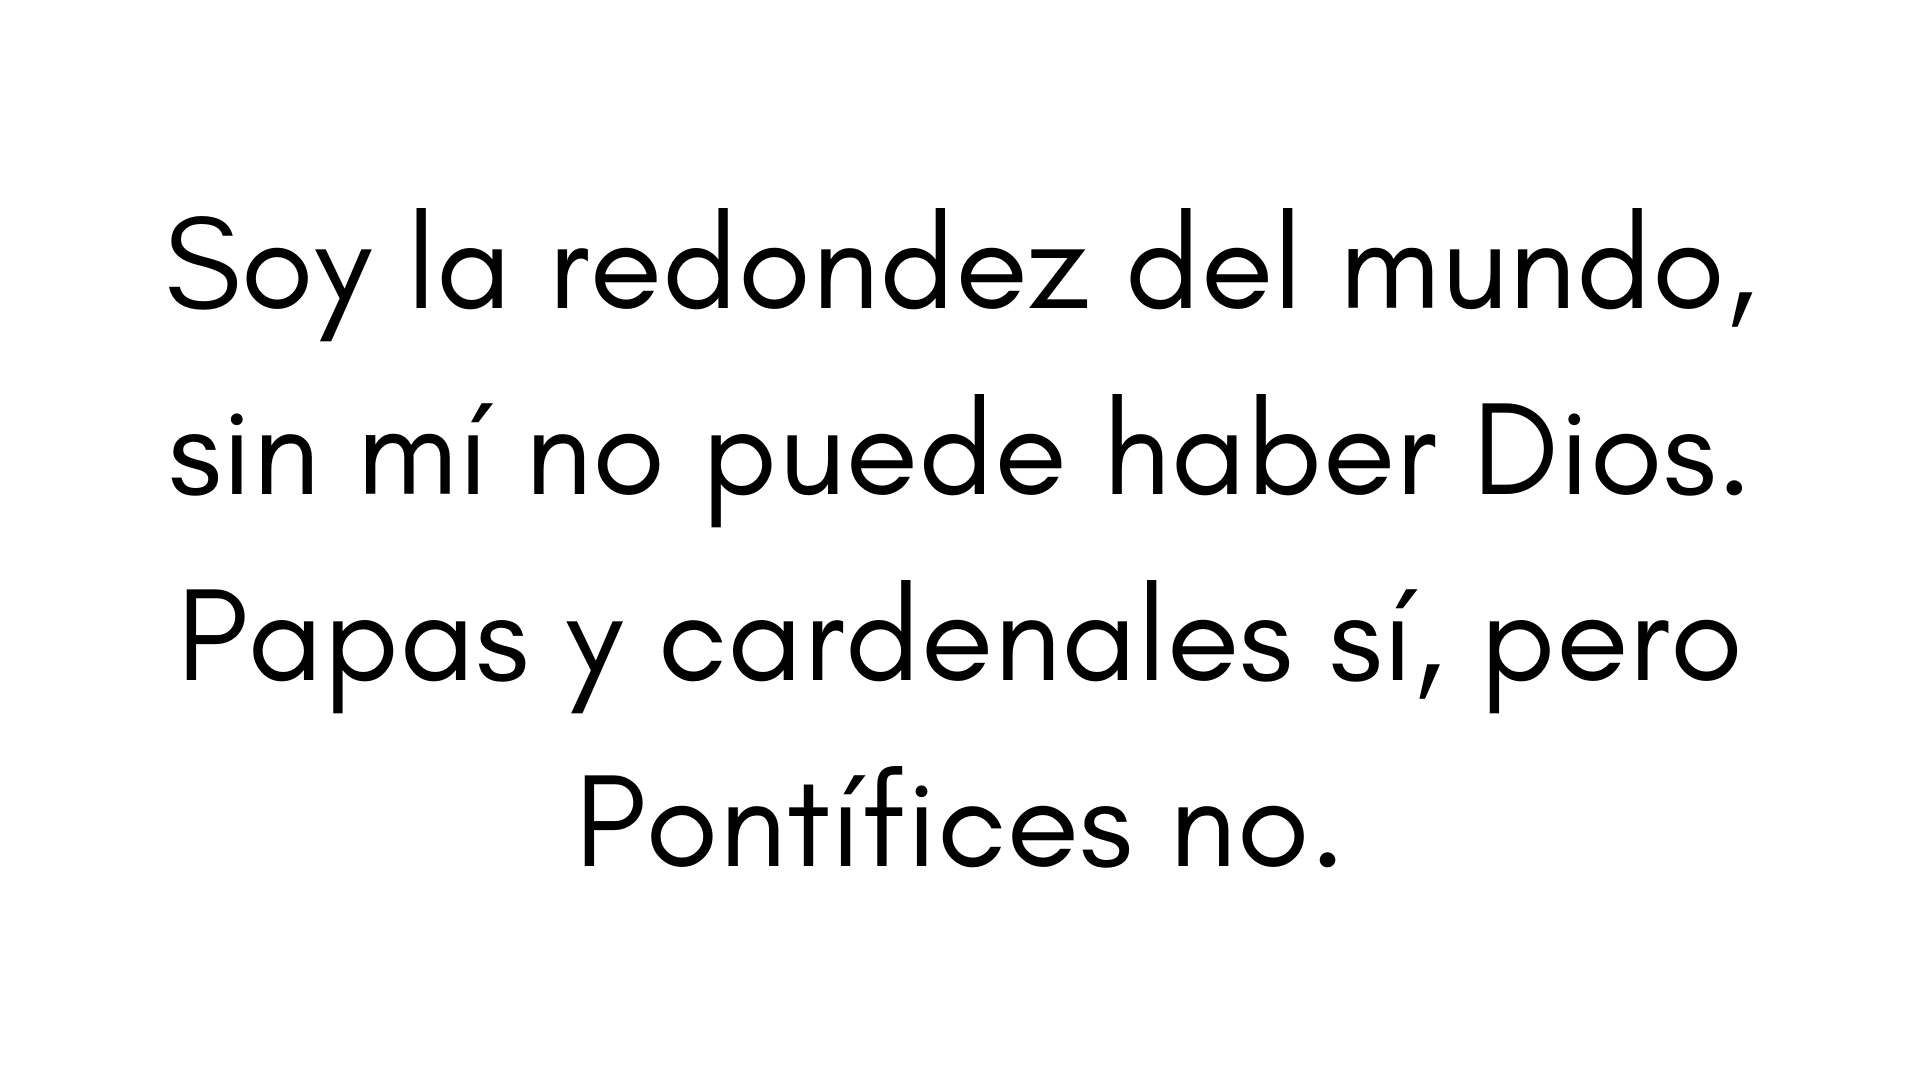 Soy la redondez del mundo,
sin mí no puede haber Dios.
Papas y cardenales sí, pero
Pontífices no.